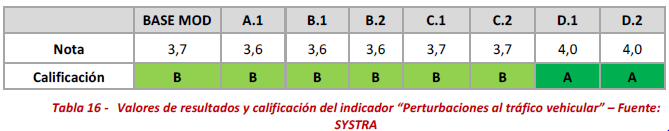 BASE MOD A.1 B.1 B.2 C.1 C.2 D.1 D.2
Nota 3,7 3,6 3,6 3,6 3,7 3,7 4,0 4,0
Calificación B B B B B B A A
Tabla 16 - Valores de resultados y calificación del indicador “Perturbaciones al tráfico vehicular” – Fuente:
SYSTRA